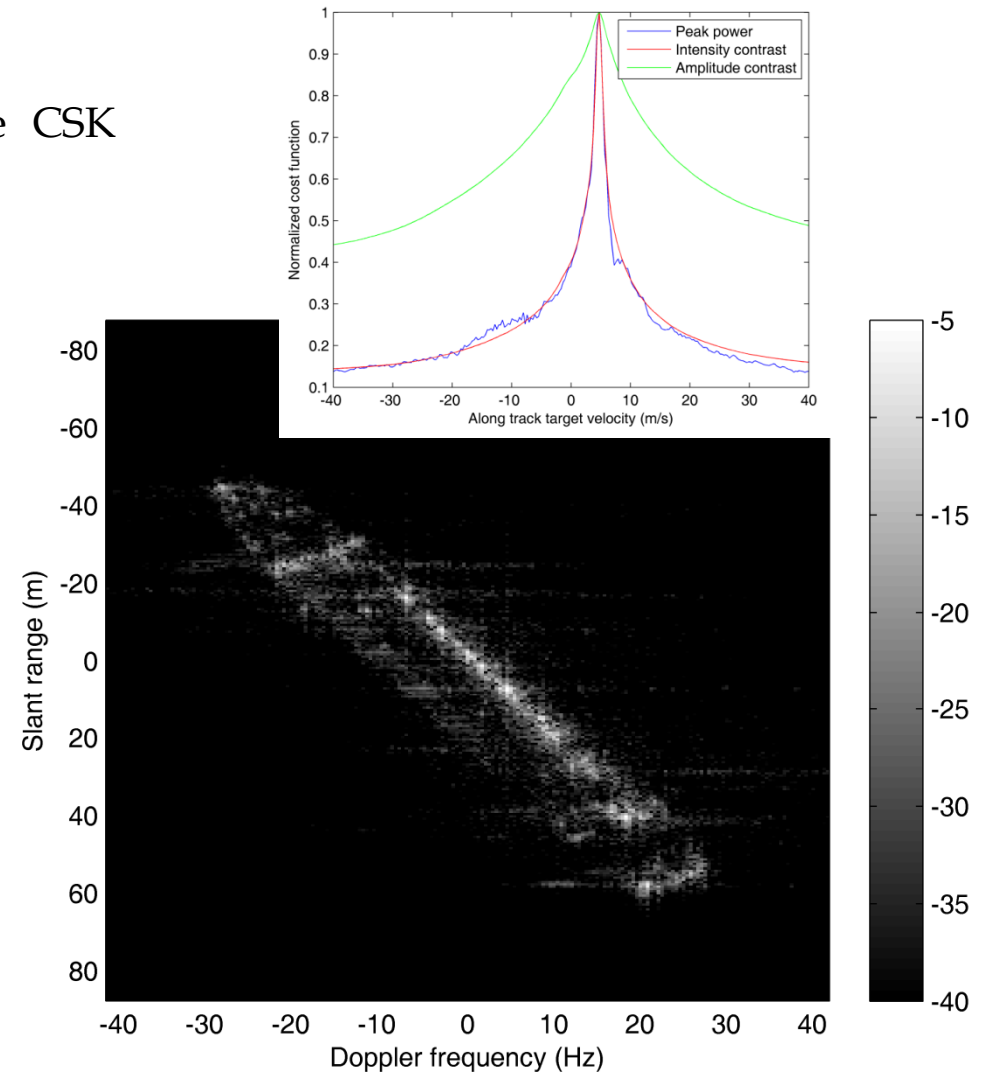 e CSK
1
0.9
0.8
0.7
0.6
0.5
0.4
0.3
0.2
0.1
Normalized cost function
Peak power
Intensity contrast
Amplitude contrast
-40 -30 -20 -10 0 10 20 30 40
Along track target velocity (m/s)
-80
-60
-40
-20
0
20
40
60
80
Slant range (m)
-40 -30 -20 -10 0 10 20 30 40
Doppler frequency (Hz)
-5
-10
-15
-20
-25
-30
-35
-40